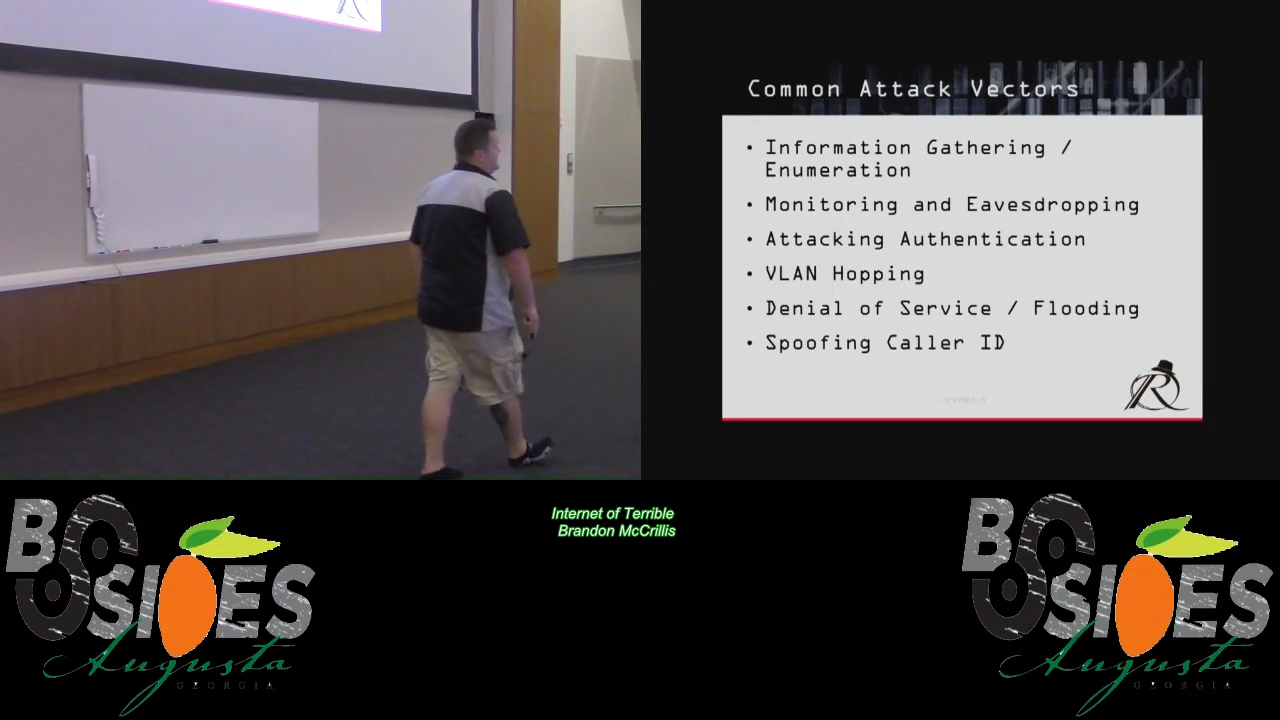 Common Attack Vectors
• Information Gathering /
Enumeration
• Monitoring and Eavesdropping
• Attacking Authentication
• VLAN Hopping
• Denial of Service / Flooding
• Spoofing Caller ID
R
Internet of Terrible
Brandon McCrillis
BSIDES
Augusta
GEORGIA
BSIDES
Augusta
GEORGIA